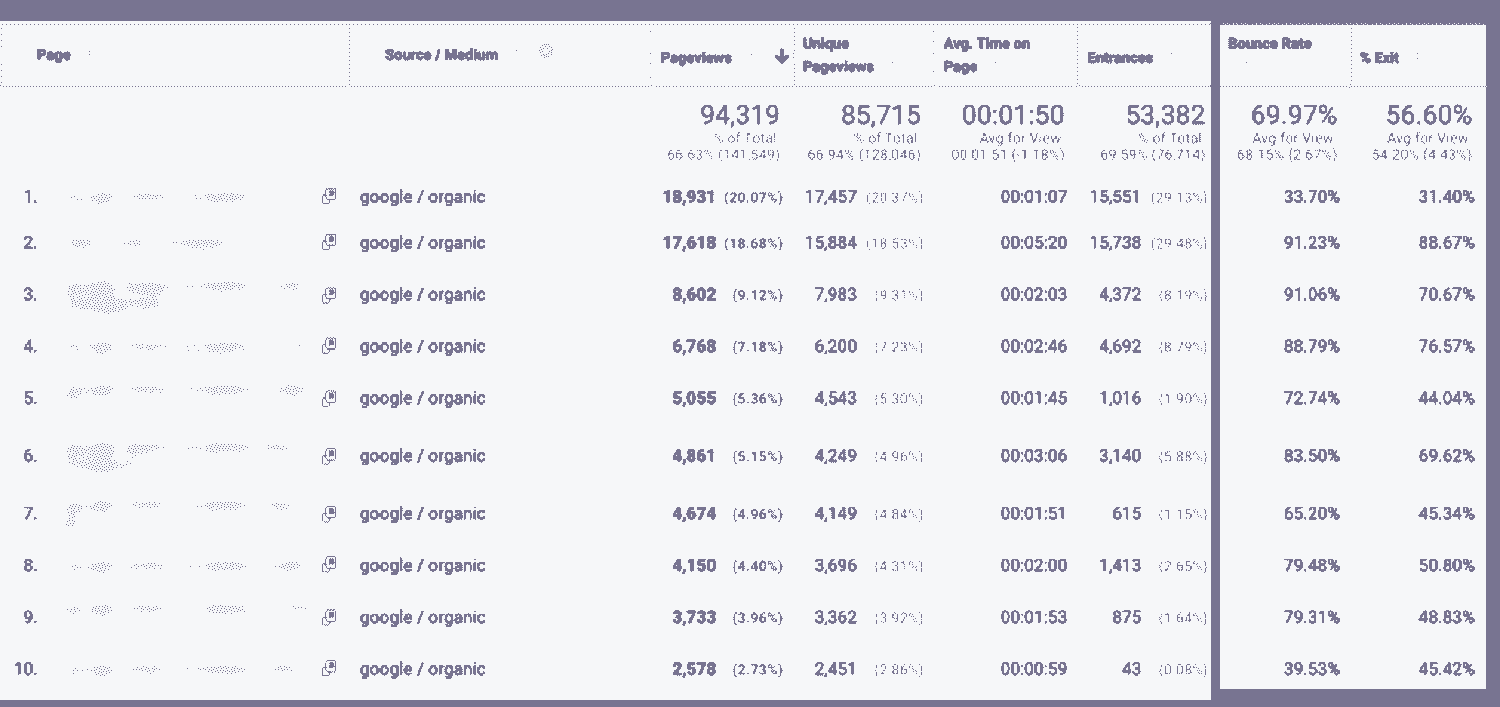 Page Source / Medium Pageviews Unique Pageviews Avg. Time on Page Entrances Bounce Rate % Exit
94,319 85,715 00:01:50 53,382 69.97% 56.60%
% of Total % of Total Avg for View % of Total Avg for View Avg for View
66.63% (141,549) 66.94% (128,046) 00:01:51 (-1.18%) 69.59% (76,714) 68.15% (2.67%) 54.20% (4.43%)
1. google / organic 18,931 (20.07%) 17,457 (20.37%) 00:01:07 15,551 (29.13%) 33.70% 31.40%
2. google / organic 17,618 (18.68%) 15,884 (18.53%) 00:05:20 15,738 (29.48%) 91.23% 88.67%
3. google / organic 8,602 (9.12%) 7,983 (9.31%) 00:02:03 4,372 (8.19%) 91.06% 70.67%
4. google / organic 6,768 (7.18%) 6,200 (7.23%) 00:02:46 4,692 (8.79%) 88.79% 76.57%
5. google / organic 5,055 (5.36%) 4,543 (5.30%) 00:01:45 1,016 (1.90%) 72.74% 44.04%
6. google / organic 4,861 (5.15%) 4,249 (4.96%) 00:03:06 3,140 (5.88%) 83.50% 69.62%
7. google / organic 4,674 (4.96%) 4,149 (4.84%) 00:01:51 615 (1.15%) 65.20% 45.34%
8. google / organic 4,150 (4.40%) 3,696 (4.31%) 00:02:00 1,413 (2.65%) 79.48% 50.80%
9. google / organic 3,733 (3.96%) 3,362 (3.92%) 00:01:53 875 (1.64%) 79.31% 48.83%
10. google / organic 2,578 (2.73%) 2,451 (2.86%) 00:00:59 43 (0.08%) 39.53% 45.42%